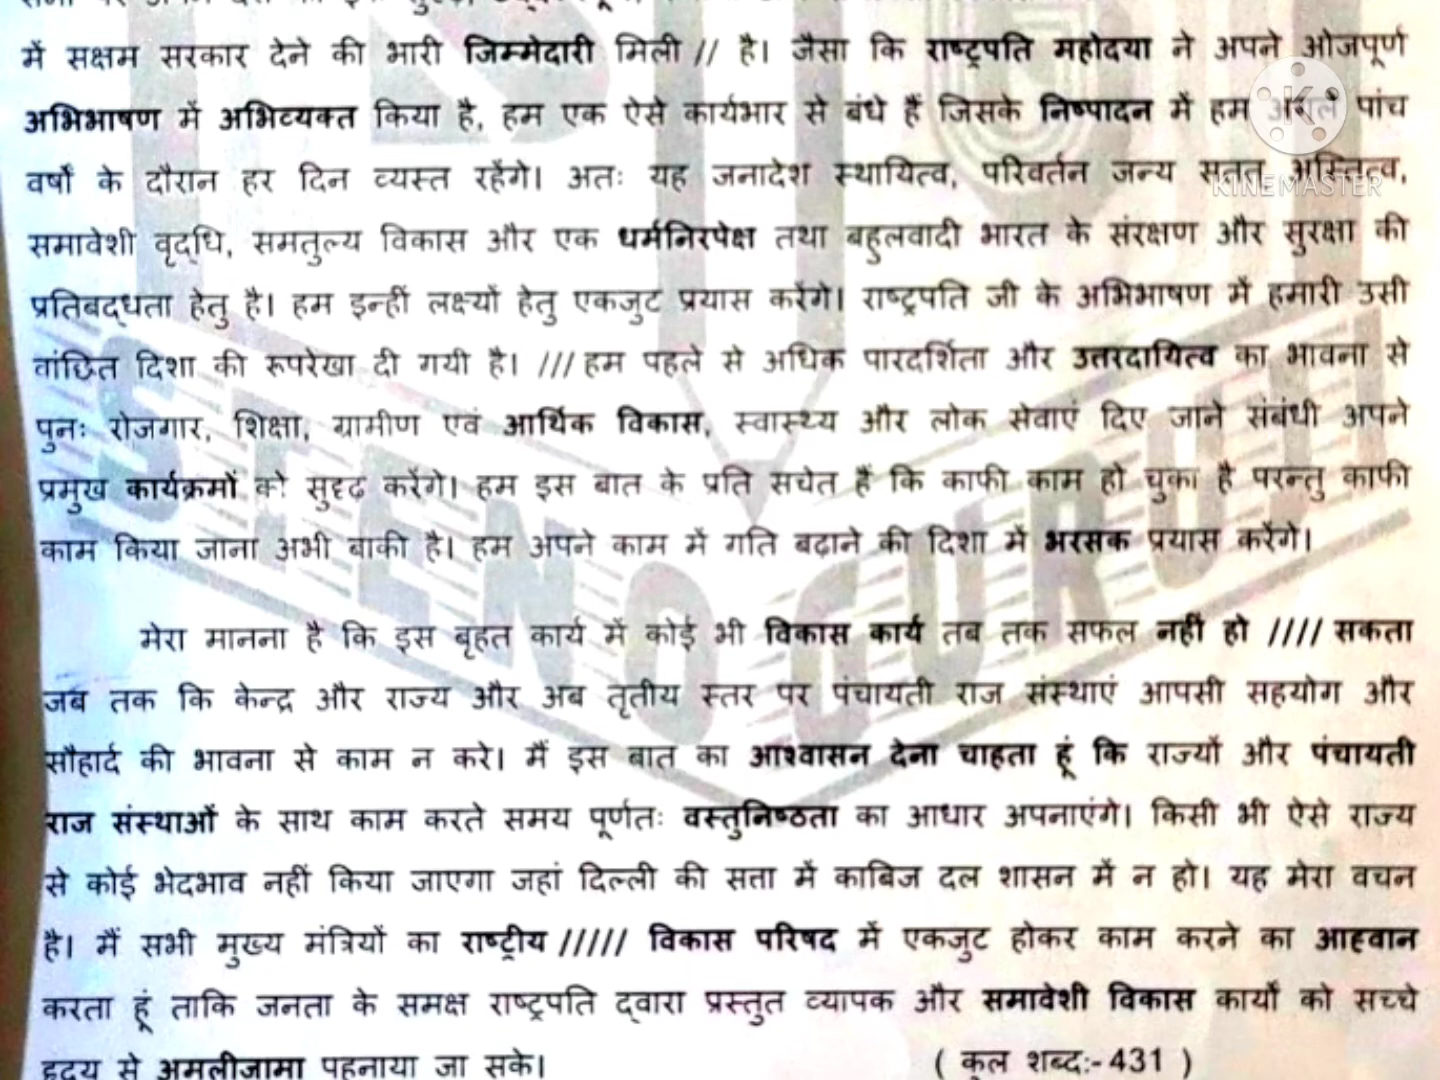 में सक्षम सरकार देने की भारी जिम्मेदारी मिली // है। जैसा कि राष्ट्रपति महोदया ने अपने ओजपूर्ण
अभिभाषण में अभिव्यक्त किया है, हम एक ऐसे कार्यभार से बंधे हैं जिसके निष्पादन में हम अगले पांच
वर्षों के दौरान हर दिन व्यस्त रहेंगे। अतः यह जनादेश स्थायित्व, परिवर्तन जन्य सतत अस्तित्व,
KINEMASTER
समावेशी वृद्धि, समतुल्य विकास और एक धर्मनिरपेक्ष तथा बहुलवादी भारत के संरक्षण और सुरक्षा की
प्रतिबद्धता हेतु है। हम इन्हीं लक्ष्यों हेतु एकजुट प्रयास करेंगे। राष्ट्रपति जी के अभिभाषण में हमारी उसी
वांछित दिशा की रूपरेखा दी गयी है। /// हम पहले से अधिक पारदर्शिता और उत्तरदायित्व का भावना से
पुनः रोजगार, शिक्षा, ग्रामीण एवं आर्थिक विकास, स्वास्थ्य और लोक सेवाएं दिए जाने संबंधी अपने
प्रमुख कार्यक्रमों को सुदृढ़ करेंगे। हम इस बात के प्रति सचेत हैं कि काफी काम हो चुका है परन्तु काफी
काम किया जाना अभी बाकी है। हम अपने काम में गति बढ़ाने की दिशा में भरसक प्रयास करेंगे।
STENO GURUJI
मेरा मानना है कि इस बृहत कार्य में कोई भी विकास कार्य तब तक सफल नहीं हो //// सकता
जब तक कि केन्द्र और राज्य और अब तृतीय स्तर पर पंचायती राज संस्थाएं आपसी सहयोग और
सौहार्द की भावना से काम न करे। मैं इस बात का आश्वासन देना चाहता हूं कि राज्यों और पंचायती
राज संस्थाओं के साथ काम करते समय पूर्णतः वस्तुनिष्ठता का आधार अपनाएंगे। किसी भी ऐसे राज्य
से कोई भेदभाव नहीं किया जाएगा जहां दिल्ली की सत्ता में काबिज दल शासन में न हो। यह मेरा वचन
है। मैं सभी मुख्य मंत्रियों का राष्ट्रीय ///// विकास परिषद में एकजुट होकर काम करने का आहवान
करता हूं ताकि जनता के समक्ष राष्ट्रपति द्वारा प्रस्तुत व्यापक और समावेशी विकास कार्यों को सच्चे
हृदय से अमलीजामा पहनाया जा सके। ( कुल शब्द:- 431 )